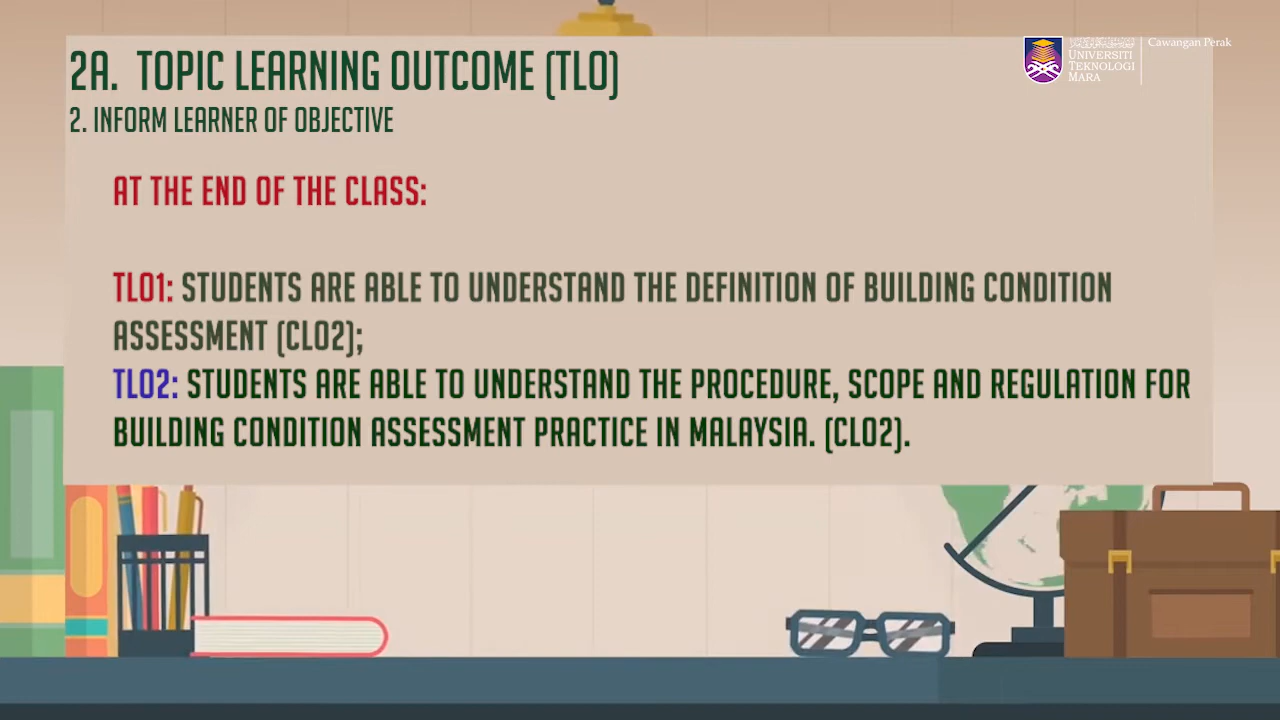 2A. TOPIC LEARNING OUTCOME (TLO)
2. INFORM LEARNER OF OBJECTIVE
UNIVERSITI
TEKNOLOGI
MARA
Cawangan Perak
AT THE END OF THE CLASS:
TLO1: STUDENTS ARE ABLE TO UNDERSTAND THE DEFINITION OF BUILDING CONDITION
ASSESSMENT (CLO2);
TLO2: STUDENTS ARE ABLE TO UNDERSTAND THE PROCEDURE, SCOPE AND REGULATION FOR
BUILDING CONDITION ASSESSMENT PRACTICE IN MALAYSIA. (CLO2).